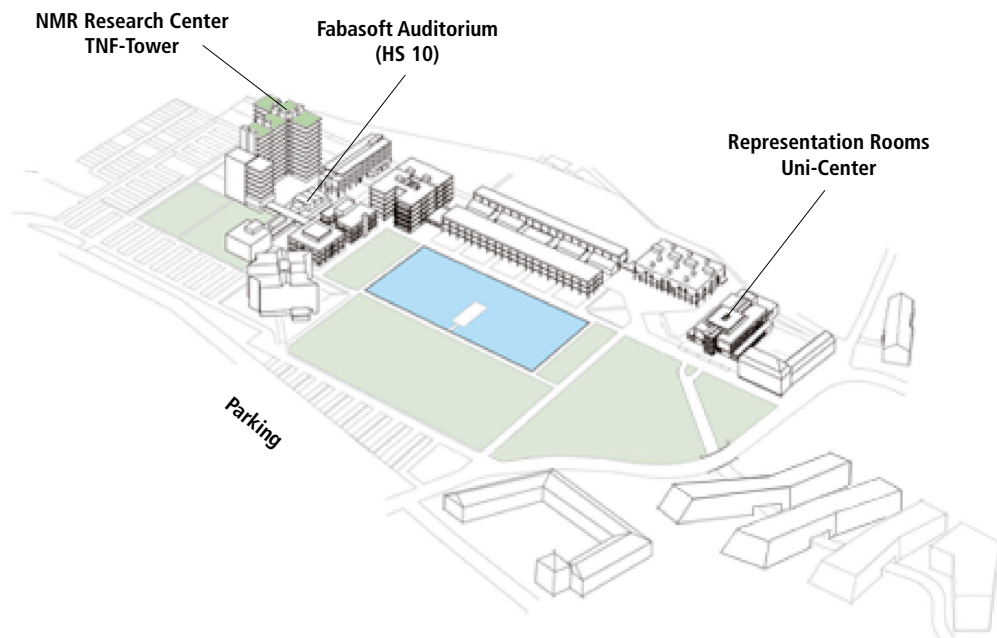 NMR Research Center
TNF-Tower
Fabasoft Auditorium
(HS 10)
Representation Rooms
Uni-Center
Parking